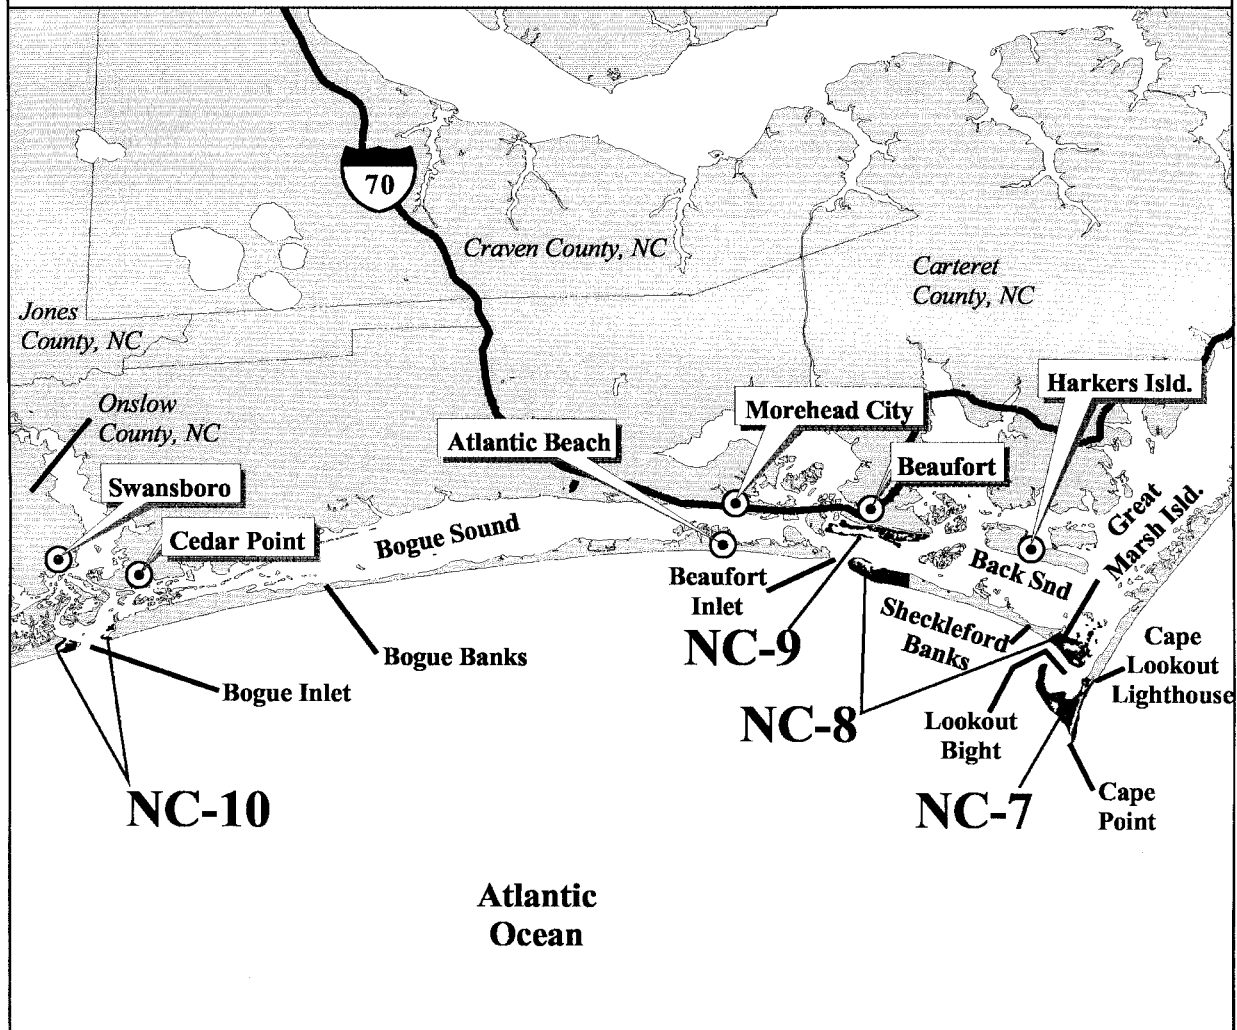 70
Craven County, NC
Carteret
County, NC
Jones
County, NC
Onslow
County, NC
Harkers Isld.
Morehead City
Atlantic Beach
Beaufort
Swansboro
Cedar Point
Bogue Sound
Great
Marsh Isld.
Back Snd
Beaufort
Inlet
Sheckleford
Banks
NC-9
Cape
Lookout
Lighthouse
Bogue Banks
Bogue Inlet
NC-8
Lookout
Bight
NC-10
NC-7
Cape
Point
Atlantic
Ocean